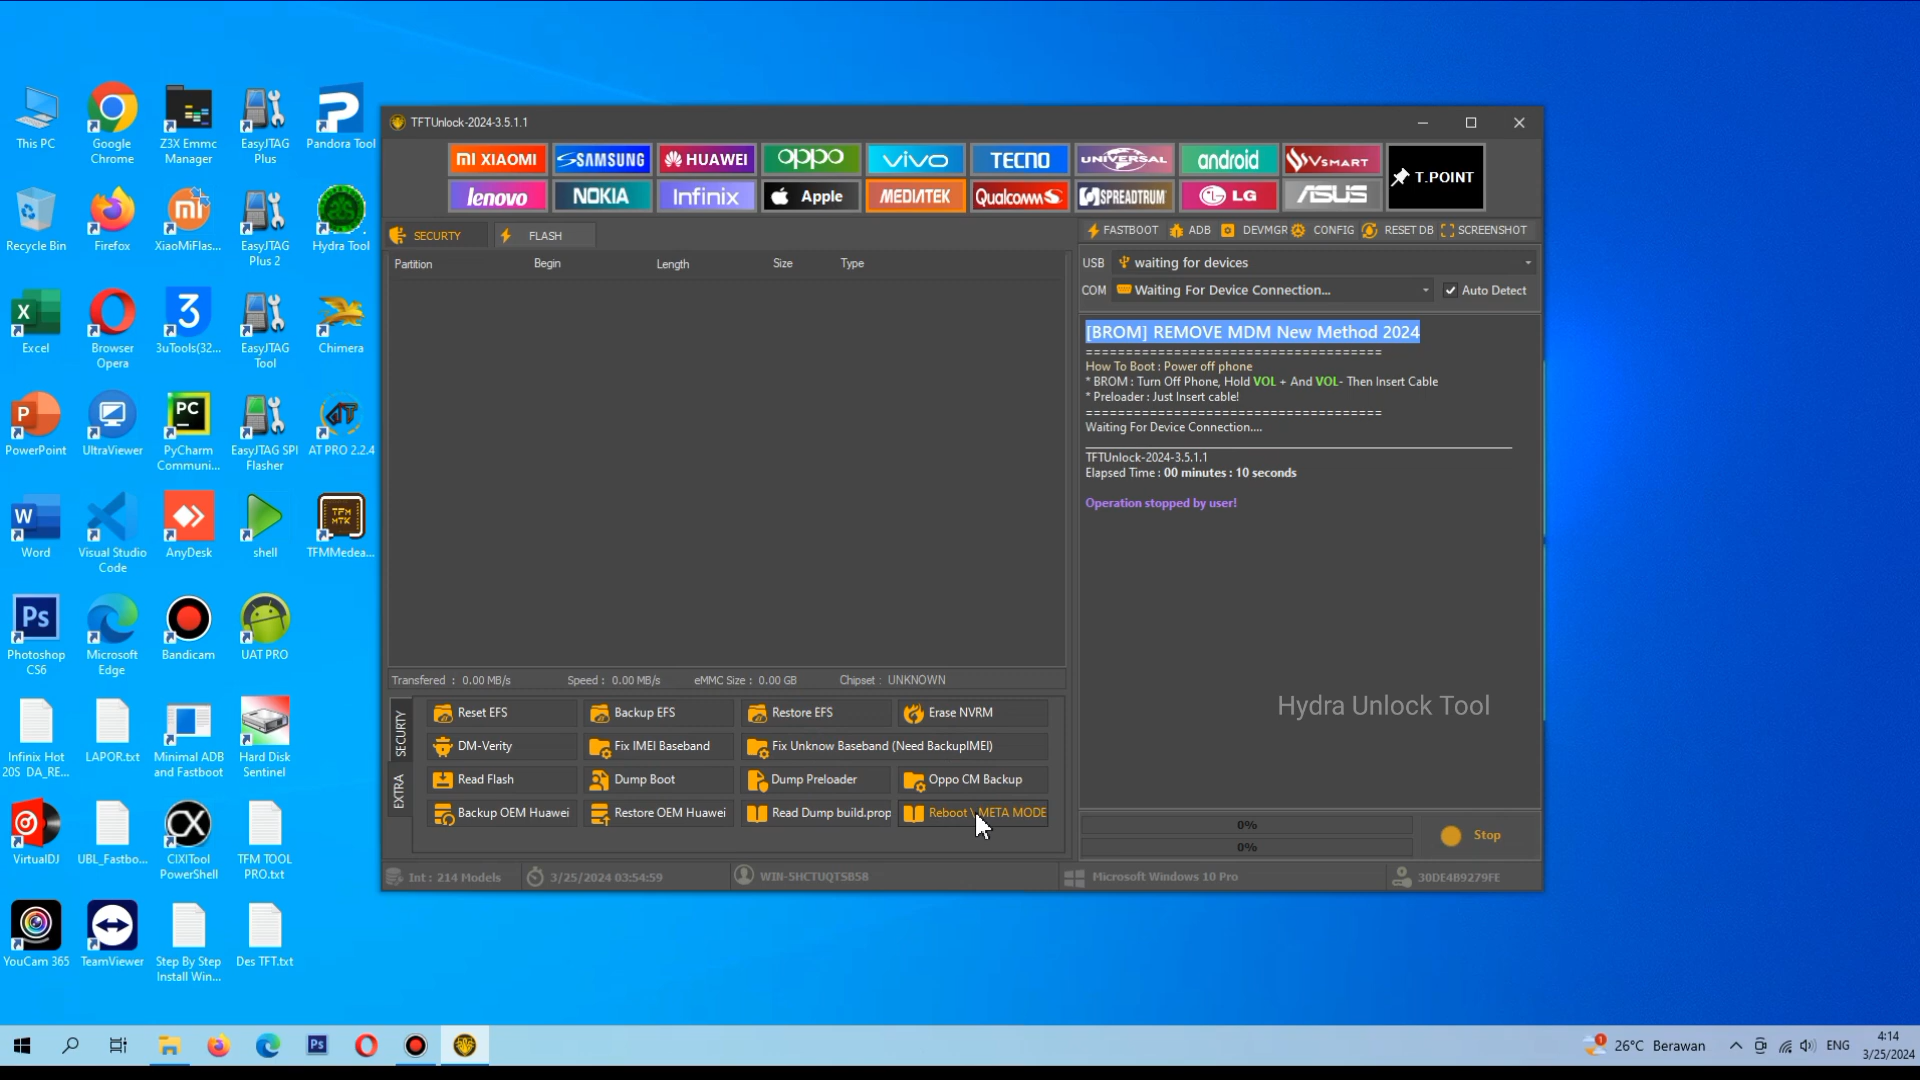 This PC
Google
Chrome
Z3X Emmc
Manager
EasyJTAG
Plus
Pandora Tool
Recycle Bin
Firefox
XiaoMiFlas...
EasyJTAG
Plus 2
Hydra Tool
Excel
Browser
Opera
3uTools(32...
EasyJTAG
Tool
Chimera
PowerPoint
UltraViewer
PyCharm
Communi...
EasyJTAG SPI
Flasher
AT PRO 2.2.4
Word
Visual Studio
Code
AnyDesk
shell
TFMMedea...
Photoshop
CS6
Microsoft
Edge
Bandicam
UAT PRO
Infinix Hot
20S DA_RE...
LAPOR.txt
Minimal ADB
and Fastboot
Hard Disk
Sentinel
VirtualDJ
UBL_Fastbo...
CIXITool
PowerShell
TFM TOOL
PRO.txt
YouCam 365
TeamViewer
Step By Step
Install Win...
Des TFT.txt
TFTUnlock-2024-3.5.1.1
XIAOMI SAMSUNG HUAWEI oppo vivo TECNO UNIVERSAL android VSMART T.POINT
lenovo NOKIA Infinix Apple MEDIATEK Qualcomm SPREADTRUM LG ASUS
SECURTY FLASH
Partition Begin Length Size Type
FASTBOOT ADB DEVMGR CONFIG RESET DB SCREENSHOT
USB waiting for devices
COM Waiting For Device Connection... Auto Detect
[BROM] REMOVE MDM New Method 2024
=====================================
How To Boot : Power off phone
* BROM : Turn Off Phone, Hold VOL + And VOL- Then Insert Cable
* Preloader : Just Insert cable!
=====================================
Waiting For Device Connection....
TFTUnlock-2024-3.5.1.1
Elapsed Time : 00 minutes : 10 seconds
Operation stopped by user!
Hydra Unlock Tool
Transfered : 0.00 MB/s Speed : 0.00 MB/s eMMC Size : 0.00 GB Chipset : UNKNOWN
SECURTY
EXTRA
Reset EFS Backup EFS Restore EFS Erase NVRM
DM-Verity Fix IMEI Baseband Fix Unknow Baseband (Need BackupIMEI)
Read Flash Dump Boot Dump Preloader Oppo CM Backup
Backup OEM Huawei Restore OEM Huawei Read Dump build.prop Reboot \ META MODE
0%
0%
Stop
Int : 214 Models 3/25/2024 03:54:59 WIN-5HCTUQTSB58 Microsoft Windows 10 Pro 30DE4B9279FE
26°C Berawan ENG
4:14
3/25/2024